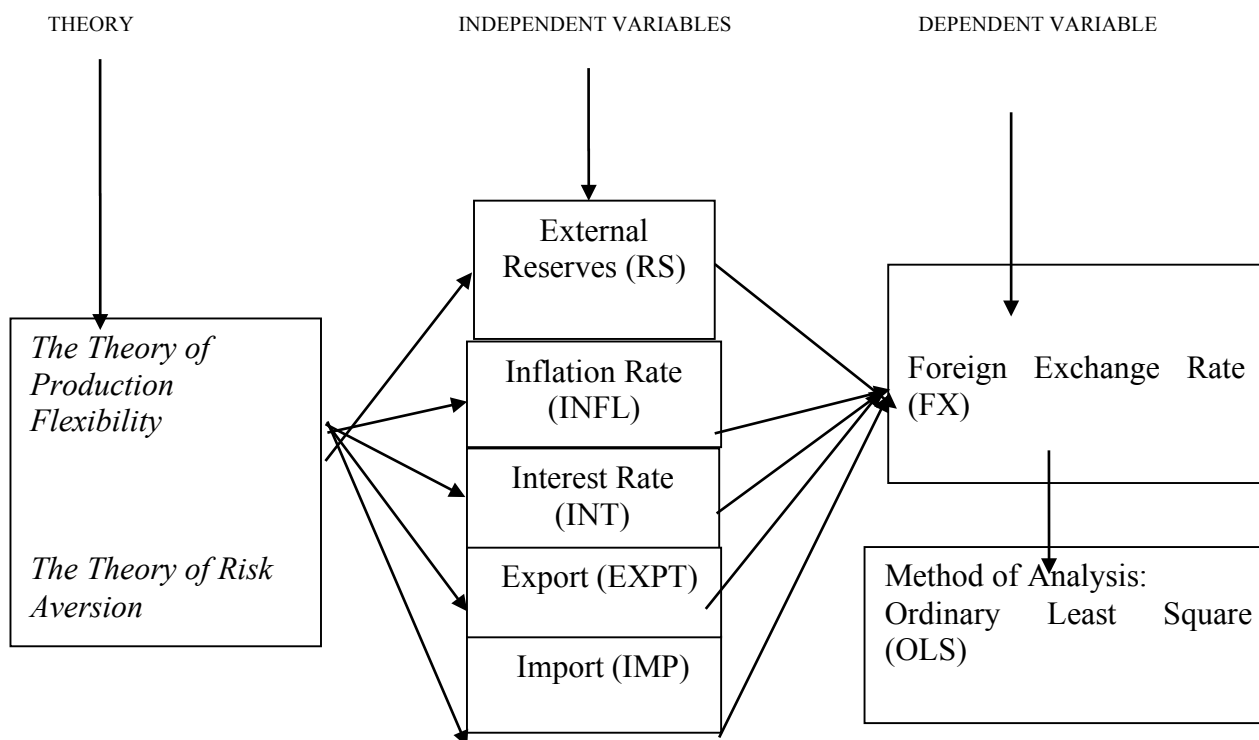 THEORY
INDEPENDENT VARIABLES
DEPENDENT VARIABLE
The Theory of
Production
Flexibility
The Theory of Risk
Aversion
External
Reserves (RS)
Inflation Rate
(INFL)
Interest Rate
(INT)
Export (EXPT)
Import (IMP)
Foreign Exchange Rate
(FX)
Method of Analysis:
Ordinary Least Square
(OLS)